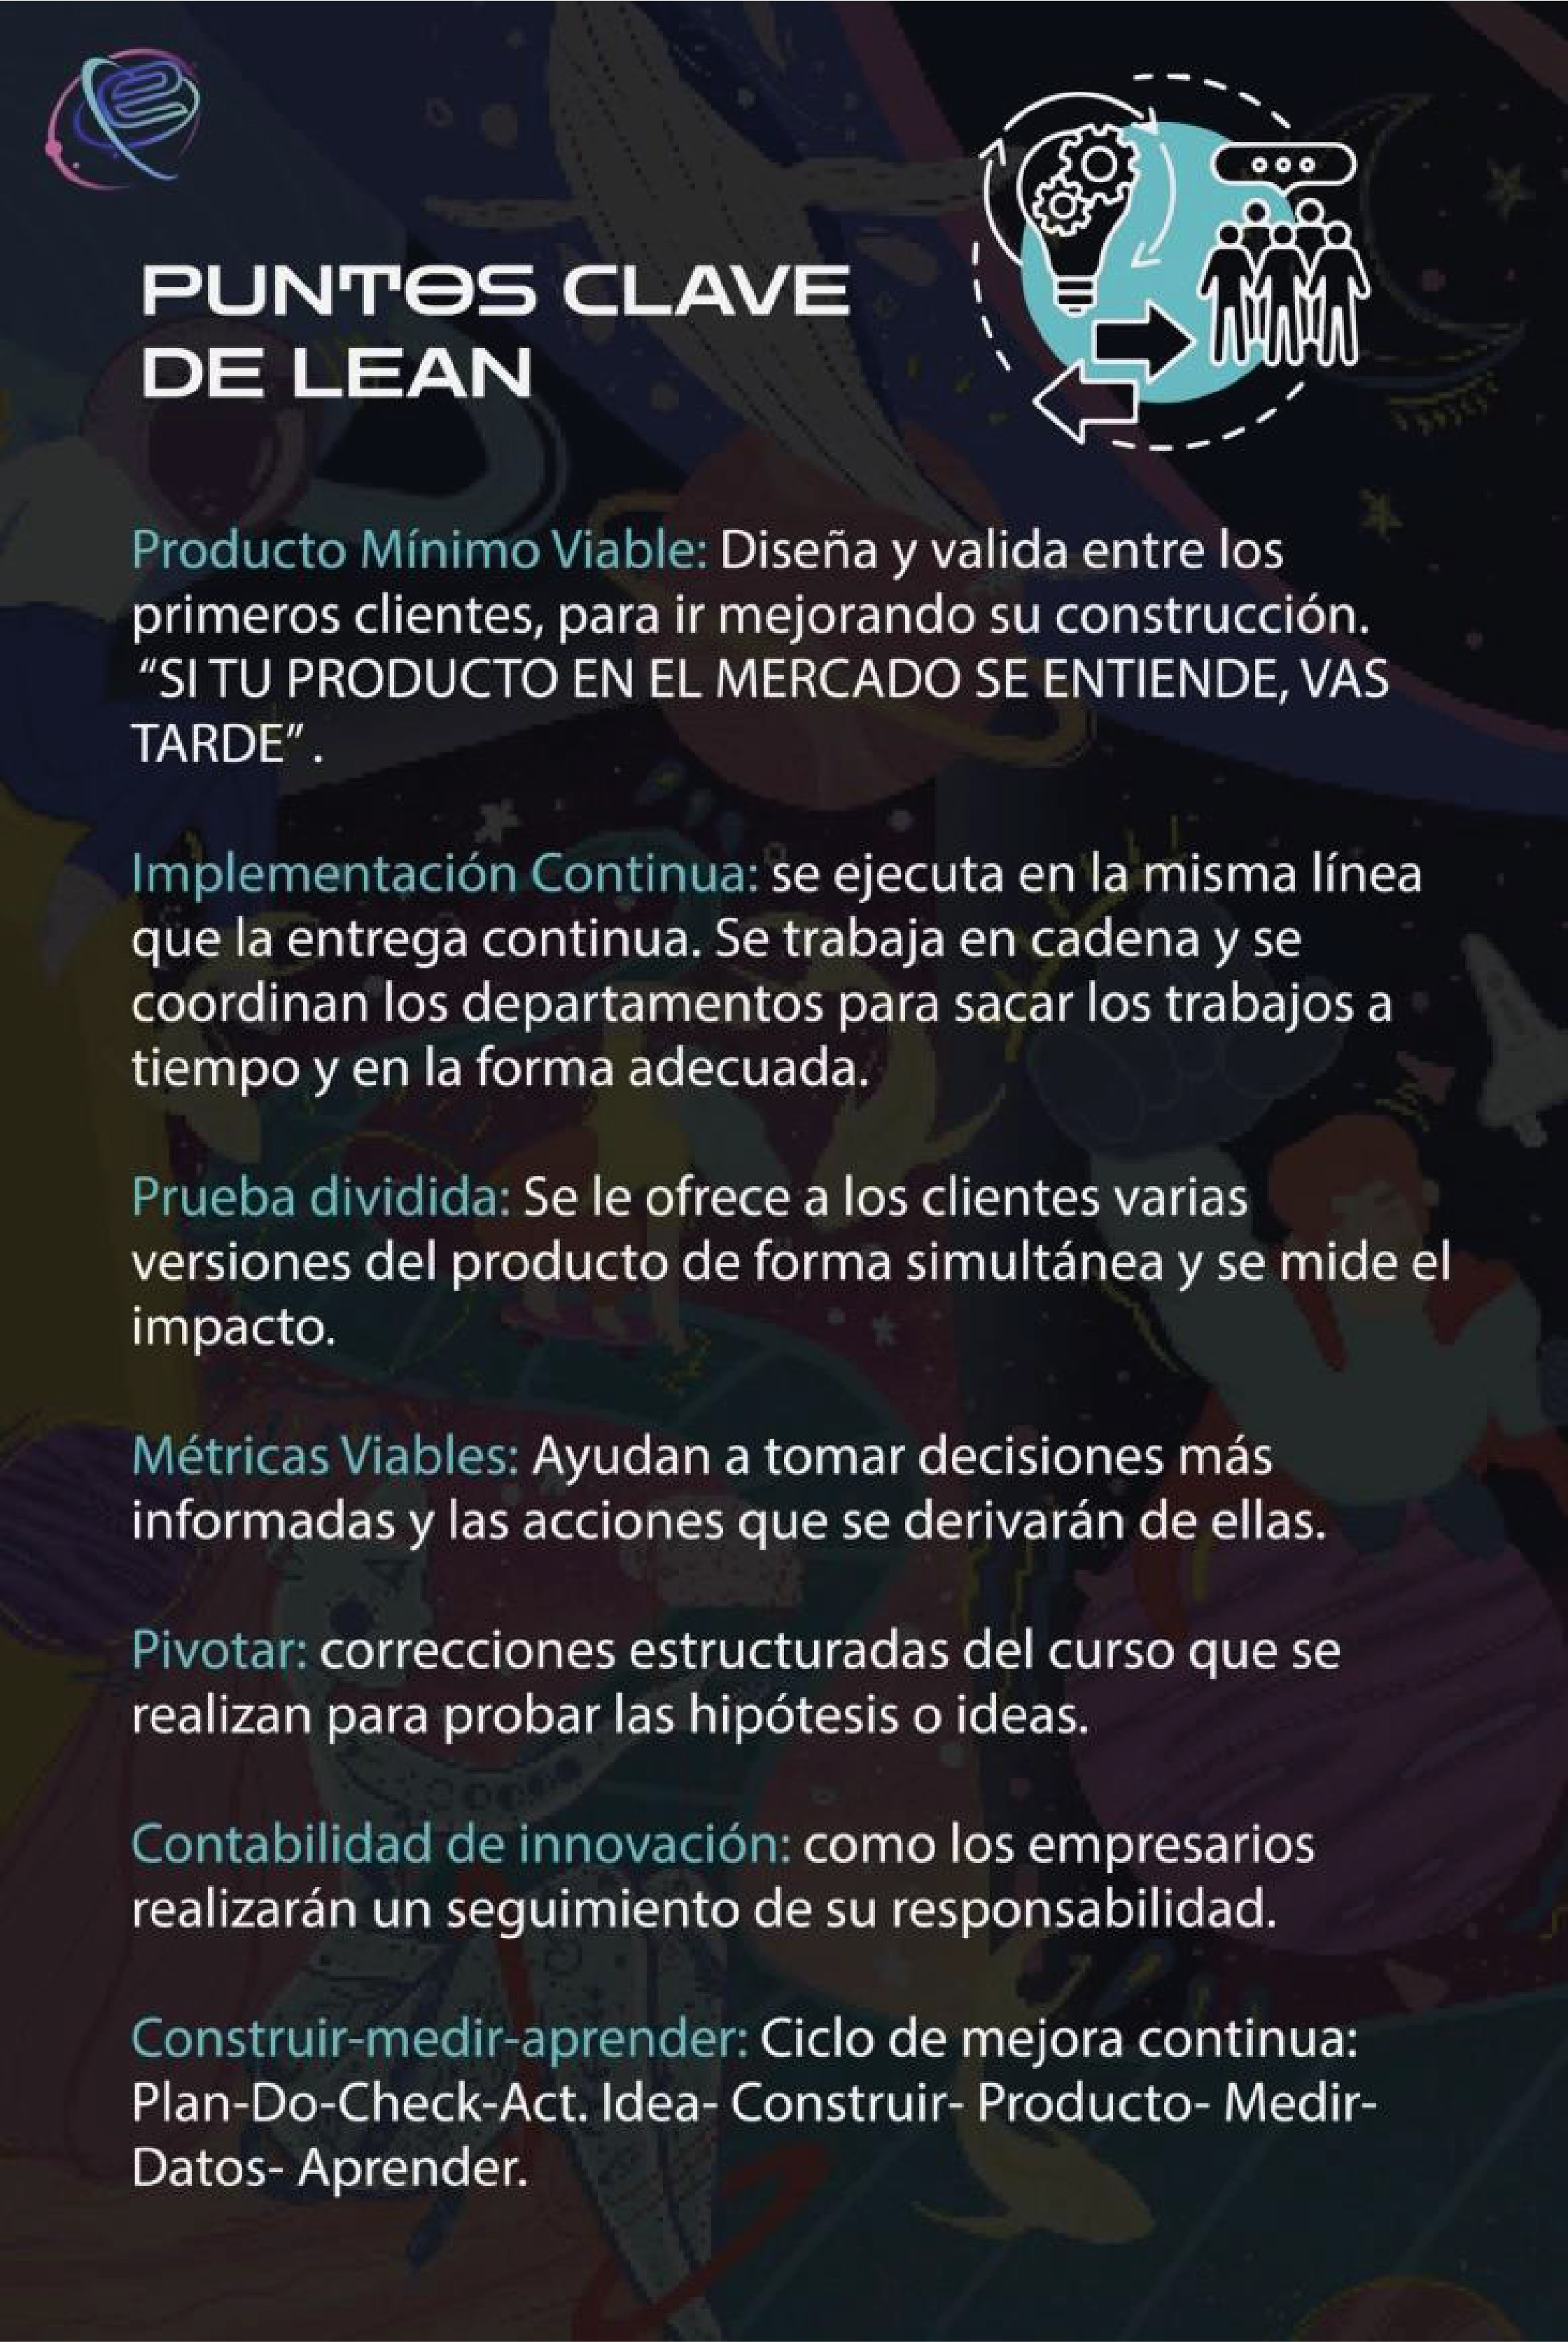 PUNTOS CLAVE
DE LEAN
Producto Mínimo Viable: Diseña y valida entre los
primeros clientes, para ir mejorando su construcción.
“SI TU PRODUCTO EN EL MERCADO SE ENTIENDE, VAS
TARDE” .
Implementación Continua: se ejecuta en la misma línea
que la entrega continua. Se trabaja en cadena y se
coordinan los departamentos para sacar los trabajos a
tiempo y en la forma adecuada.
Prueba dividida: Se le ofrece a los clientes varias
versiones del producto de forma simultánea y se mide el
impacto.
Métricas Viables: Ayudan a tomar decisiones más
informadas y las acciones que se derivarán de ellas.
Pivotar: correcciones estructuradas del curso que se
realizan para probar las hipótesis o ideas.
Contabilidad de innovación: como los empresarios
realizarán un seguimiento de su responsabilidad.
Construir-medir-aprender: Ciclo de mejora continua:
Plan-Do-Check-Act. Idea- Construir- Producto- Medir-
Datos- Aprender.